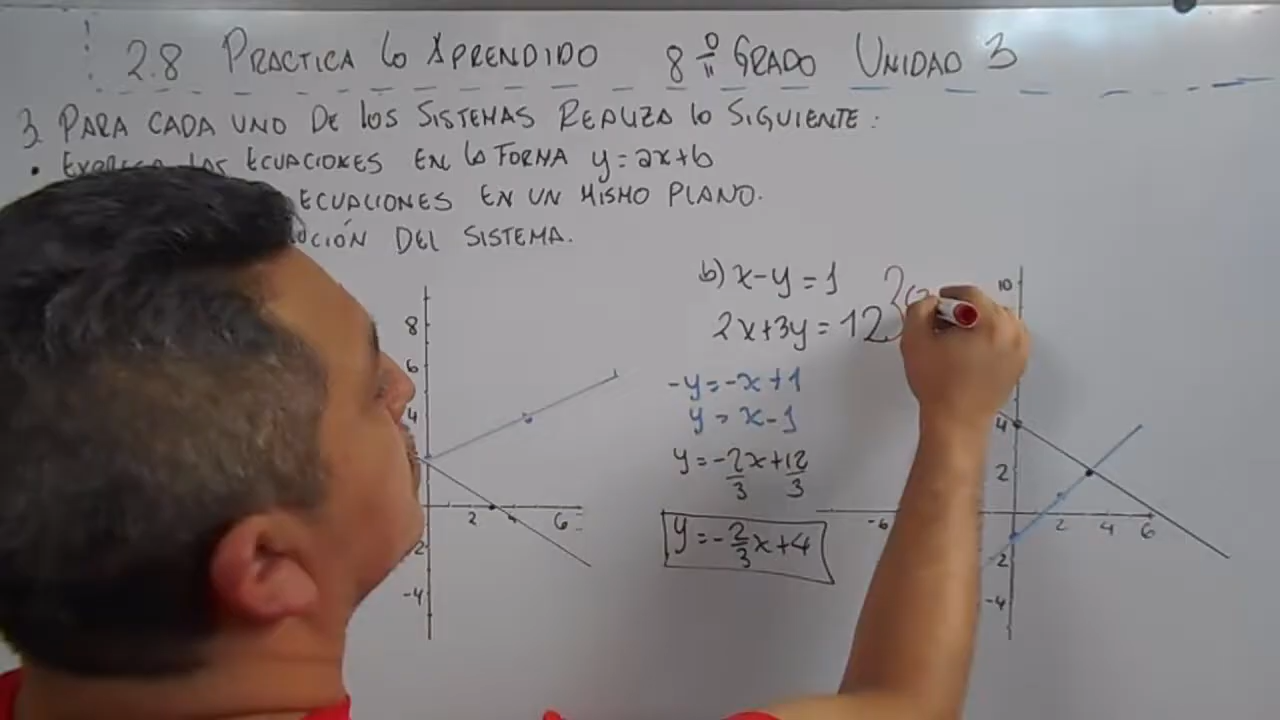 2.8 PRACTICA lo APRENDIDO 8º GRADO UNIDAD 3
3. PARA CADA UNO DE los SISTEMAS REALIZA lo SIGUIENTE:
• ECUACIONES EN LA FORMA y=ax+b
ECUACIONES EN UN MISMO PLANO.
DEL SISTEMA.
8
6
4
2
6
-2
-4
b) x-y=1
2x+3y=12
-y=-x+1
y=x-1
y=-2/3x+12/3
y=-2/3x+4
10
4
2
-6
2
4
6
-2
-4